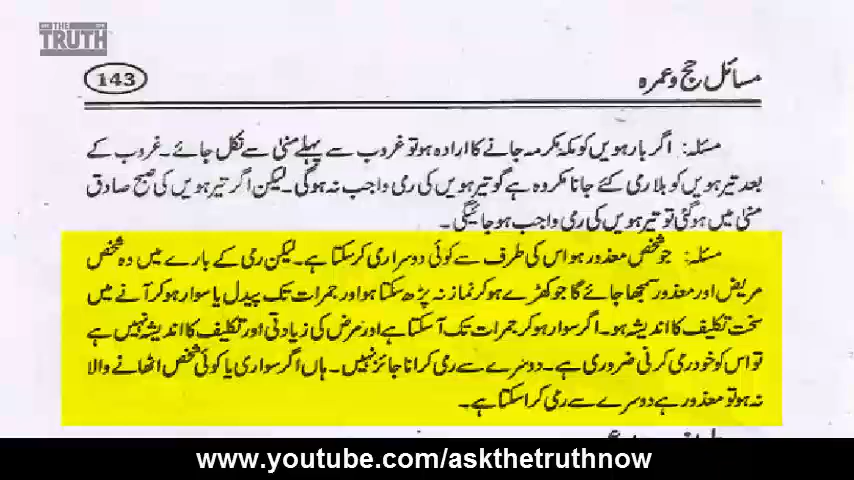 THE
TRUTH
مسائل حج وعمرہ
143
مسئلہ: اگر بارہویں کو مکہ مکرمہ جانے کا ارادہ ہو تو غروب سے پہلے منیٰ سے نکل جائے۔ غروب کے
بعد تیرہویں کو بلا رمی کئے جانا مکروہ ہے گو تیرہویں کی رمی واجب نہ ہوگی۔ لیکن اگر تیرہویں کی صبح صادق
منیٰ میں ہوگئی تو تیرہویں کی رمی واجب ہو جائیگی۔
مسئلہ: جو شخص معذور ہو اس کی طرف سے کوئی دوسرا رمی کر سکتا ہے۔ لیکن رمی کے بارے میں وہ شخص
مریض اور معذور سمجھا جائے گا جو کھڑے ہو کر نماز نہ پڑھ سکتا ہو اور جمرات تک پیدل یا سوار ہو کر آنے میں
سخت تکلیف کا اندیشہ ہو۔ اگر سوار ہو کر جمرات تک آ سکتا ہے اور مرض کی زیادتی اور تکلیف کا اندیشہ نہیں ہے
تو اس کو خود رمی کرنی ضروری ہے۔ دوسرے سے رمی کرانا جائز نہیں۔ ہاں اگر سواری یا کوئی شخص اٹھانے والا
نہ ہو تو معذور ہے دوسرے سے رمی کرا سکتا ہے۔
www.youtube.com/askthetruthnow